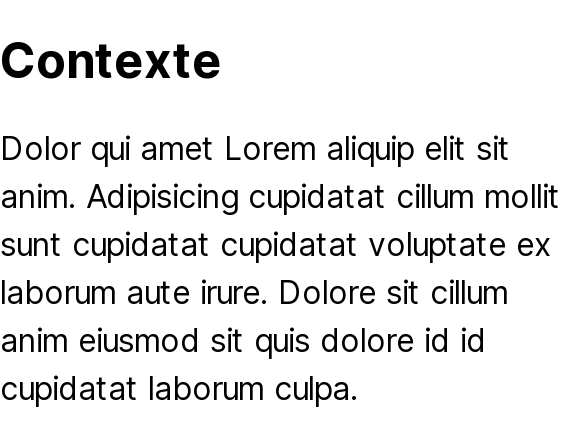 Contexte
Dolor qui amet Lorem aliquip elit sit
anim. Adipisicing cupidatat cillum mollit
sunt cupidatat cupidatat voluptate ex
laborum aute irure. Dolore sit cillum
anim eiusmod sit quis dolore id id
cupidatat laborum culpa.